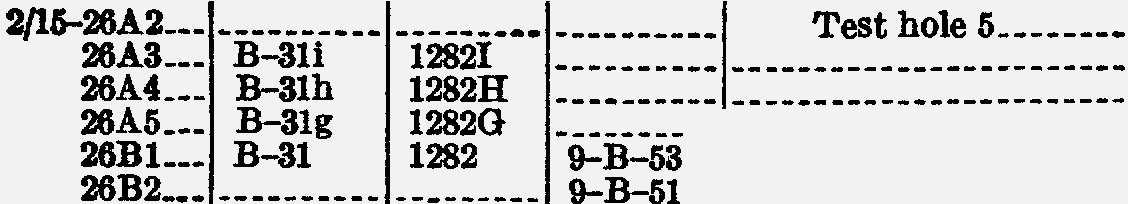 2/15-26A2 Test hole 5
26A3 B-31i 1282I
26A4 B-31h 1282H
26A5 B-31g 1282G
26B1 B-31 1282 9-B-53
26B2 9-B-51